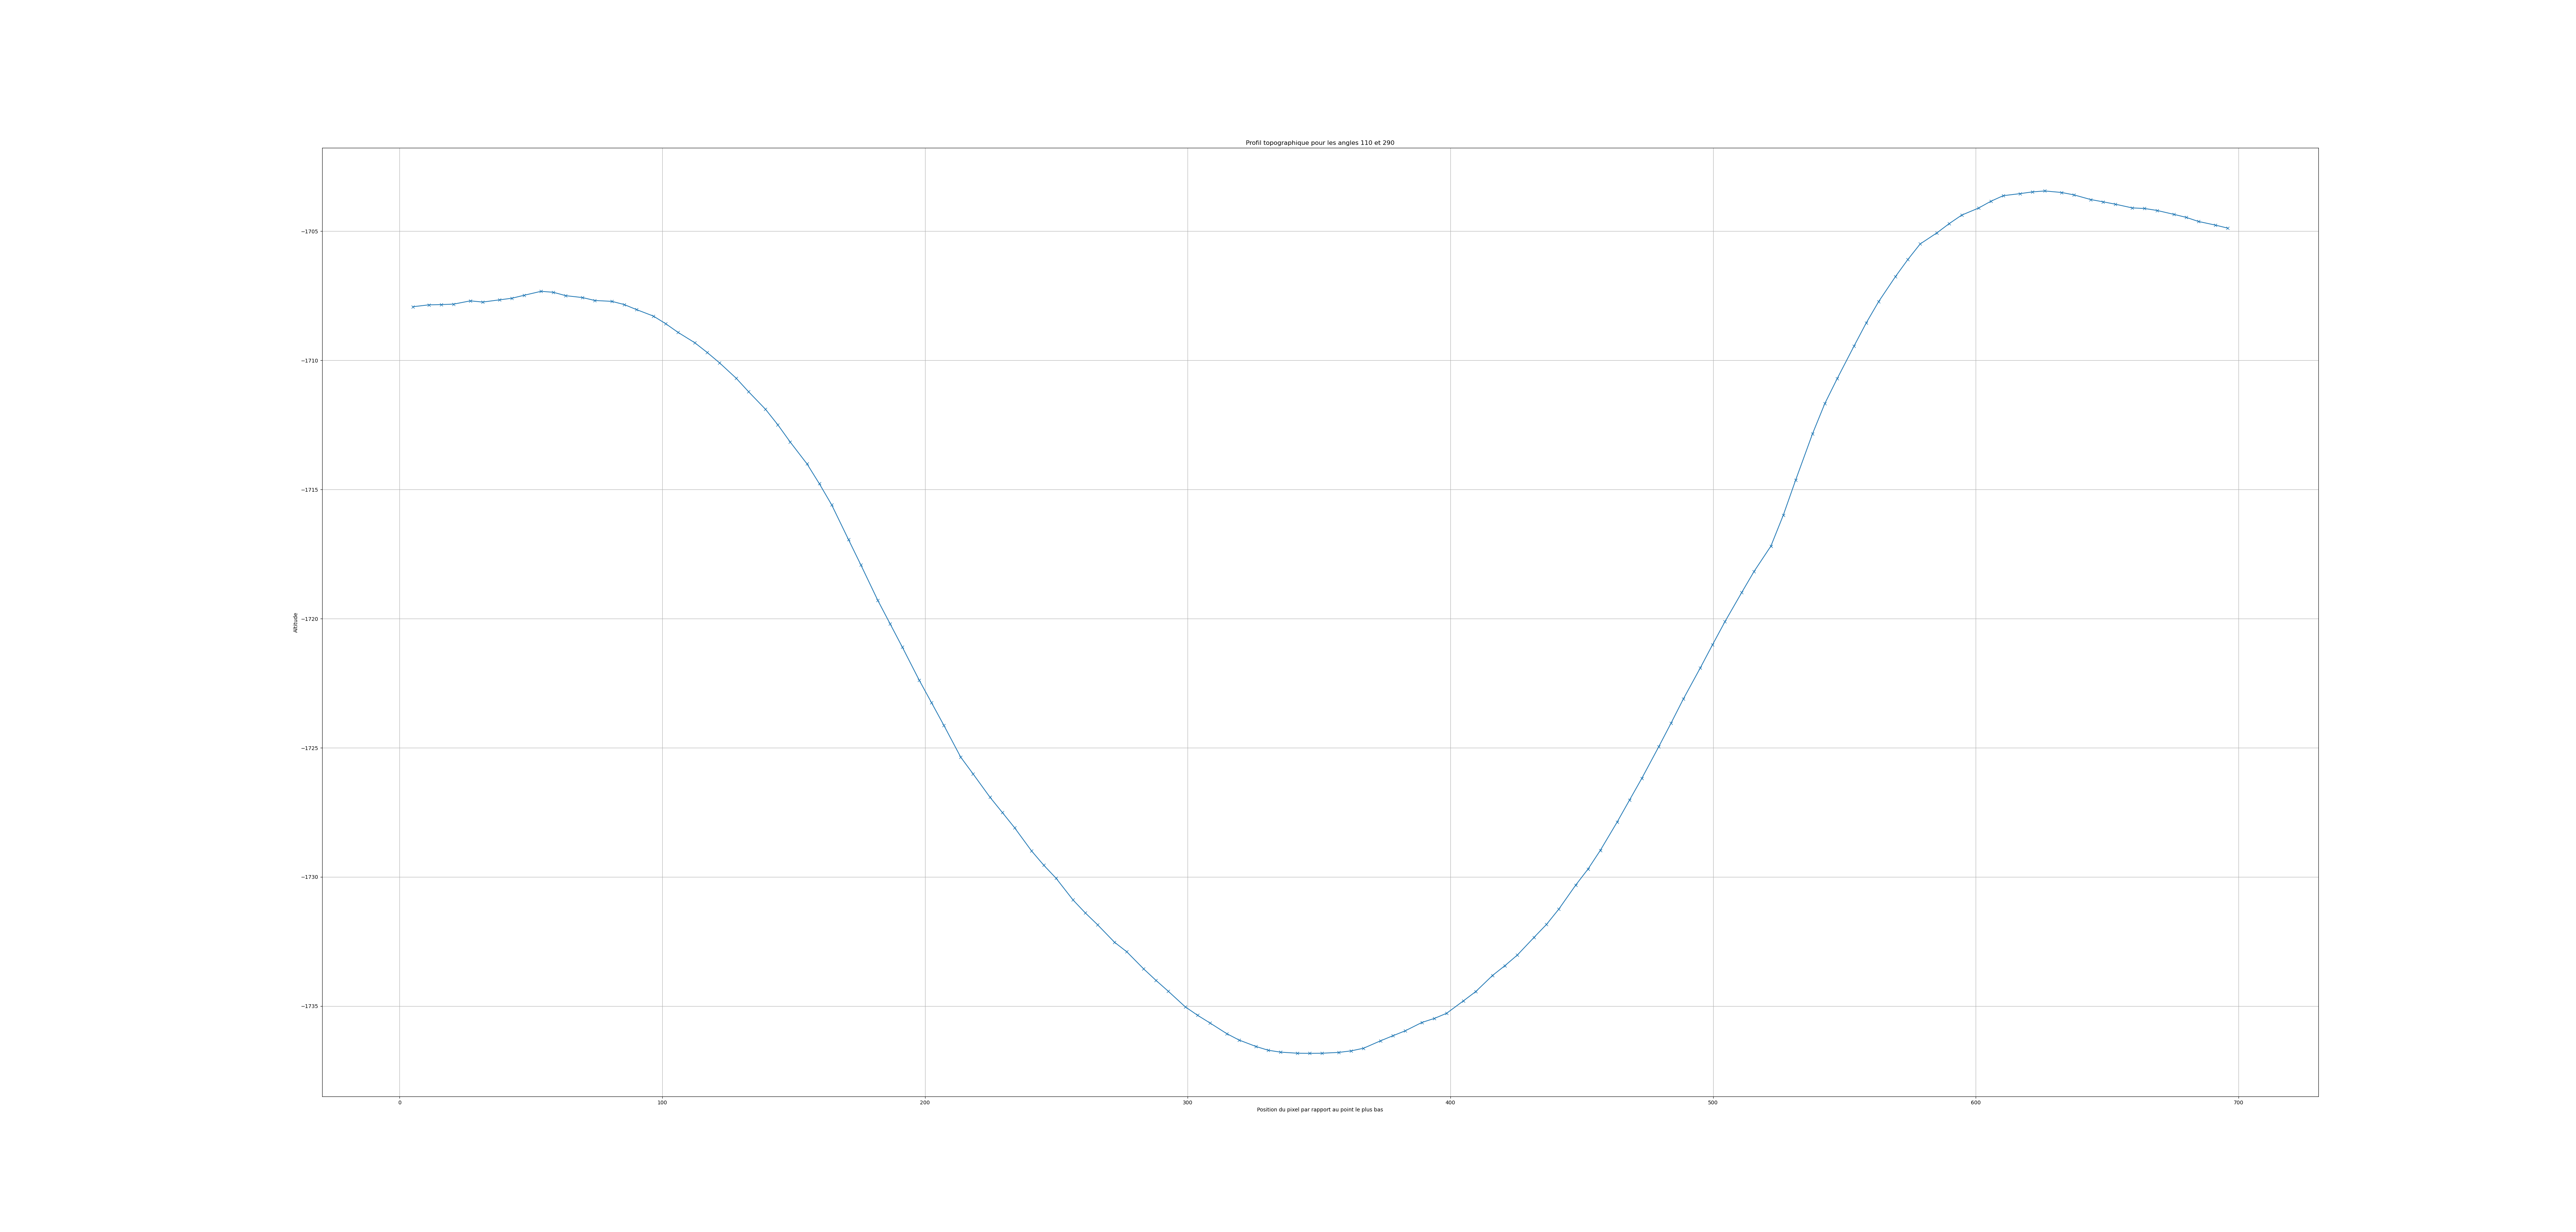 Profil topographique pour les angles 110 et 290
Altitude
−1705
−1710
−1715
−1720
−1725
−1730
−1735
0 100 200 300 400 500 600 700
Position du pixel par rapport au point le plus bas